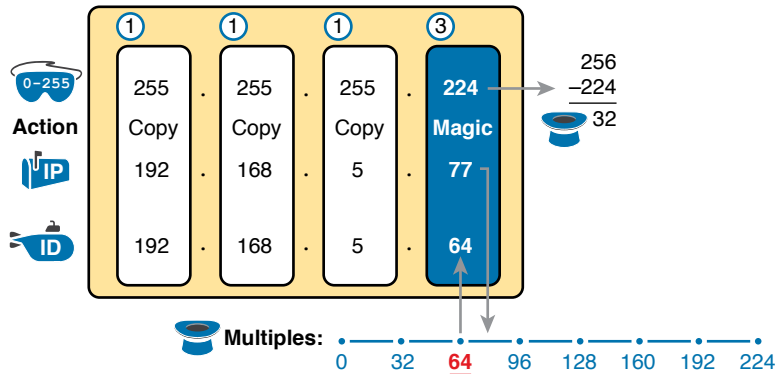 1 1 1 3
0–255 255 . 255 . 255 . 224
256
–224
32
Action Copy Copy Copy Magic
IP 192 . 168 . 5 . 77
ID 192 . 168 . 5 . 64
Multiples:
0 32 64 96 128 160 192 224